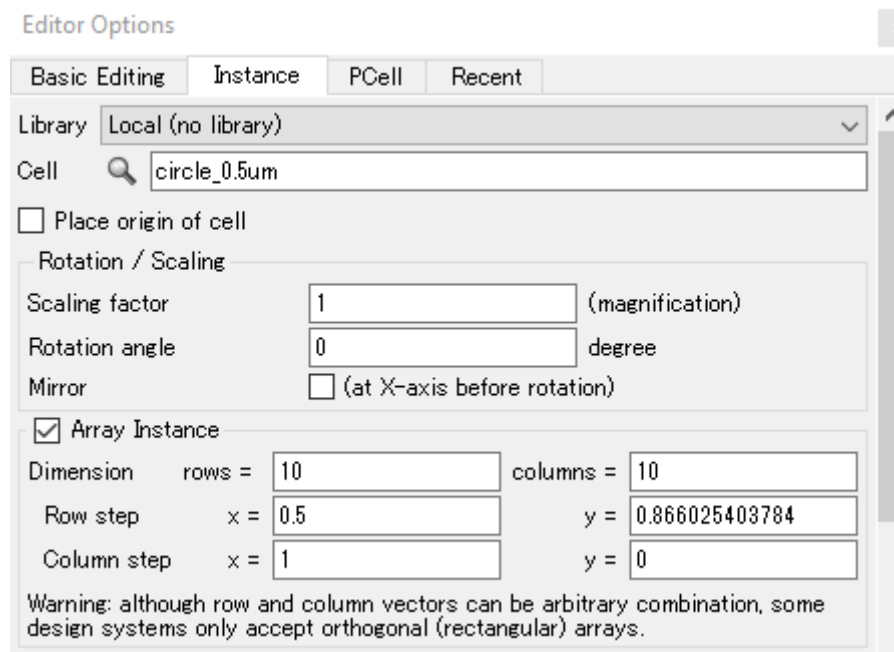 Editor Options
Basic Editing Instance PCell Recent
Library Local (no library)
Cell circle_0.5um
Place origin of cell
Rotation / Scaling
Scaling factor 1 (magnification)
Rotation angle 0 degree
Mirror (at X-axis before rotation)
Array Instance
Dimension rows = 10 columns = 10
Row step x = 0.5 y = 0.866025403784
Column step x = 1 y = 0
Warning: although row and column vectors can be arbitrary combination, some
design systems only accept orthogonal (rectangular) arrays.